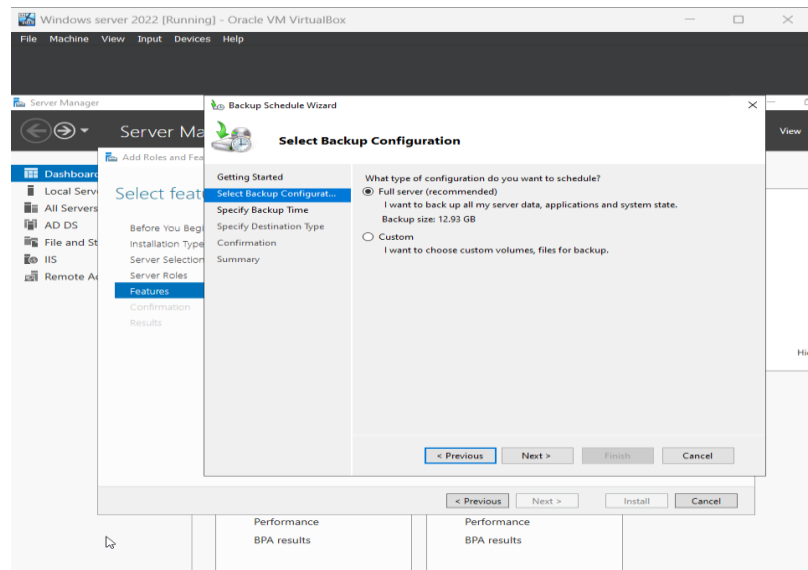 Windows server 2022 [Running] - Oracle VM VirtualBox
File Machine View Input Devices Help
Server Manager
Server Ma
View
Dashboard
Local Serv
All Servers
AD DS
File and St
IIS
Remote A
Add Roles and Fea
Select feat
Before You Begi
Installation Type
Server Selection
Server Roles
Features
Confirmation
Results
Backup Schedule Wizard
Select Backup Configuration
Getting Started
Select Backup Configurat...
Specify Backup Time
Specify Destination Type
Confirmation
Summary
What type of configuration do you want to schedule?
Full server (recommended)
I want to back up all my server data, applications and system state.
Backup size: 12.93 GB
Custom
I want to choose custom volumes, files for backup.
< Previous Next > Finish Cancel
Hi
< Previous Next > Install Cancel
Performance
BPA results
Performance
BPA results